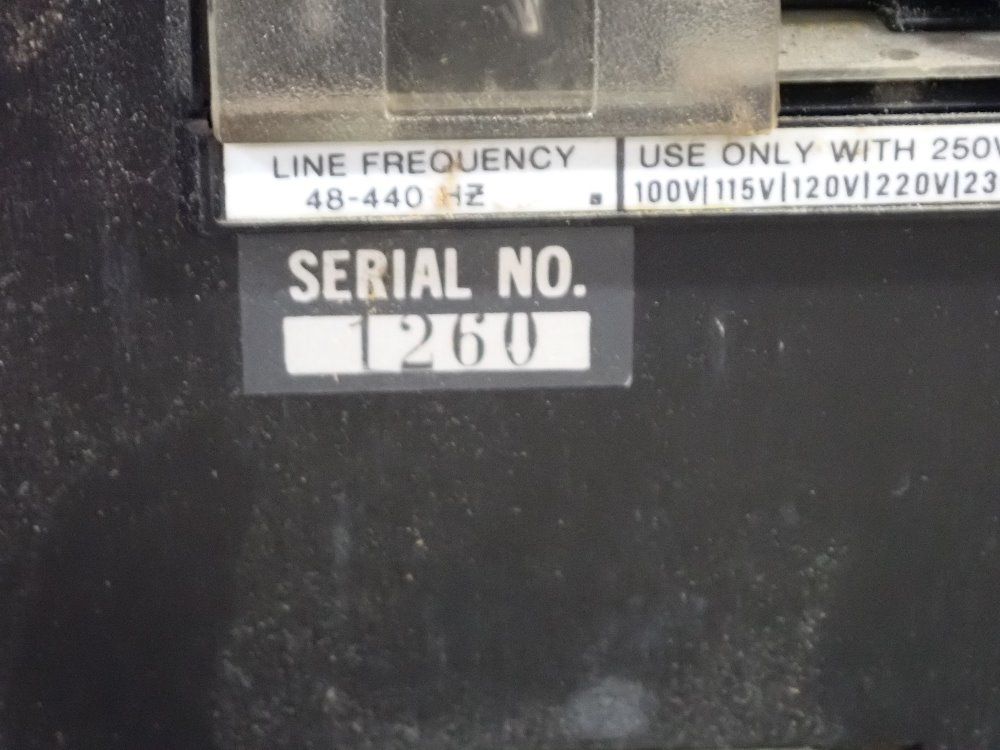 LINE FREQUENCY
48-440 HZ
USE ONLY WITH 250V
100V|115V|120V|220V|23
SERIAL NO.
1260